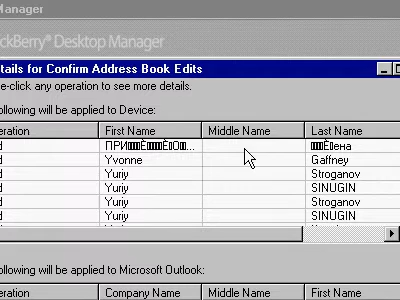 Manager
ckBerry® Desktop Manager
tails for Confirm Address Book Edits
e-click any operation to see more details.
ollowing will be applied to Device:
eration First Name Middle Name Last Name
d
d Yvonne Gaffney
d Yuriy Stroganov
d Yuriy SINUGIN
d Yuriy Stroganov
d Yuriy SINUGIN
ollowing will be applied to Microsoft Outlook:
eration Company Name Middle Name First Name